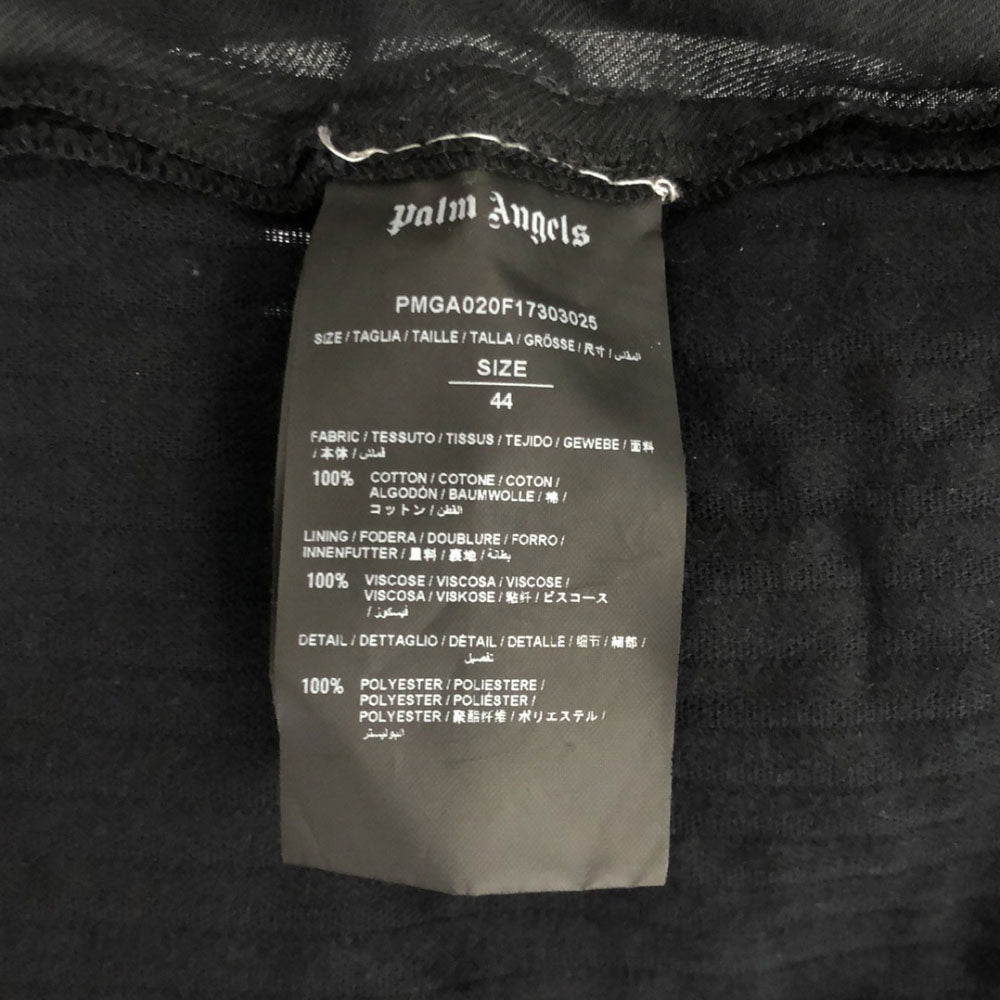 Palm Angels
PMGA020F17303025
SIZE / TAGLIA / TAILLE / TALLA / GRÖSSE / 尺寸 / المقاس
SIZE
44
FABRIC / TESSUTO / TISSUS / TEJIDO / GEWEBE / 面料
/ 本体 / قماش
100% COTTON / COTONE / COTON /
ALGODÓN / BAUMWOLLE / 棉 /
コットン / القطن
LINING / FODERA / DOUBLURE / FORRO /
INNENFUTTER / 里料 / 裏地 / بطانة
100% VISCOSE / VISCOSA / VISCOSE /
VISCOSA / VISKOSE / 粘纤 / ビスコース
/ فيسكوز
DETAIL / DETTAGLIO / DÉTAIL / DETALLE / 细节 / 細部 /
تفصيل
100% POLYESTER / POLIESTERE /
POLYESTER / POLIÉSTER /
POLYESTER / 聚酯纤维 / ポリエステル /
البوليستر